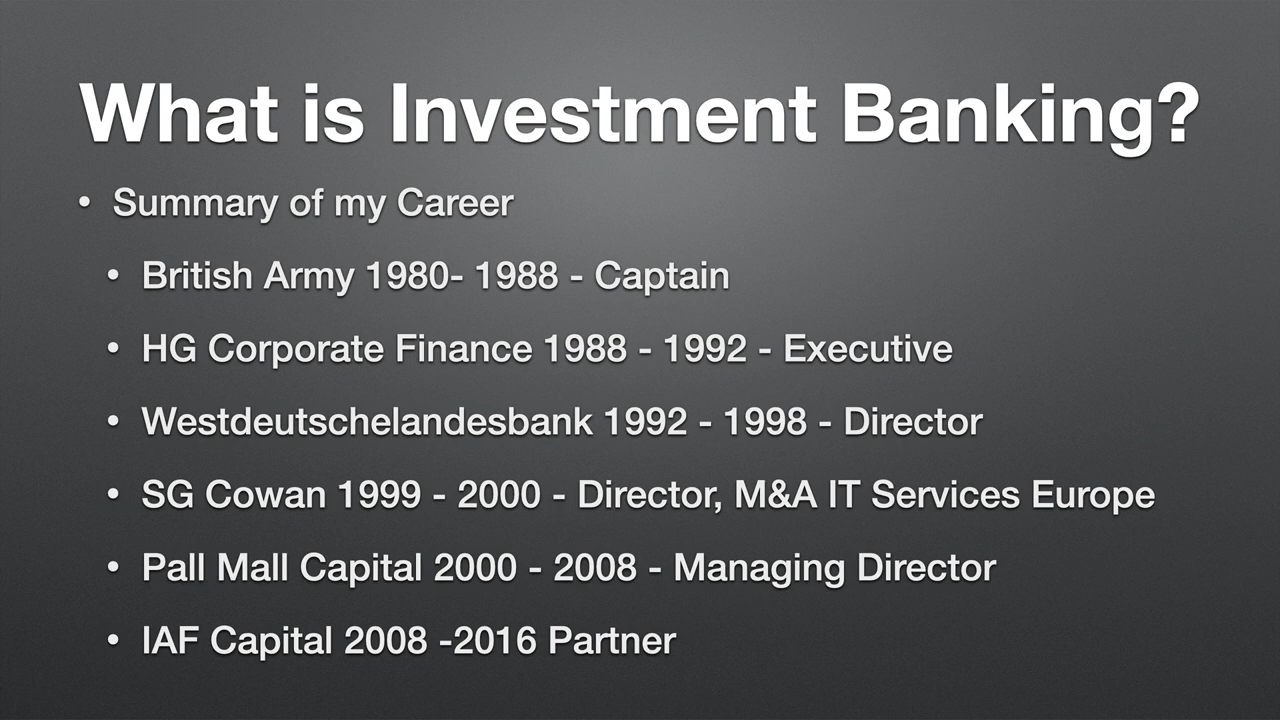 What is Investment Banking?
• Summary of my Career
• British Army 1980- 1988 - Captain
• HG Corporate Finance 1988 - 1992 - Executive
• Westdeutschelandesbank 1992 - 1998 - Director
• SG Cowan 1999 - 2000 - Director, M&A IT Services Europe
• Pall Mall Capital 2000 - 2008 - Managing Director
• IAF Capital 2008 -2016 Partner